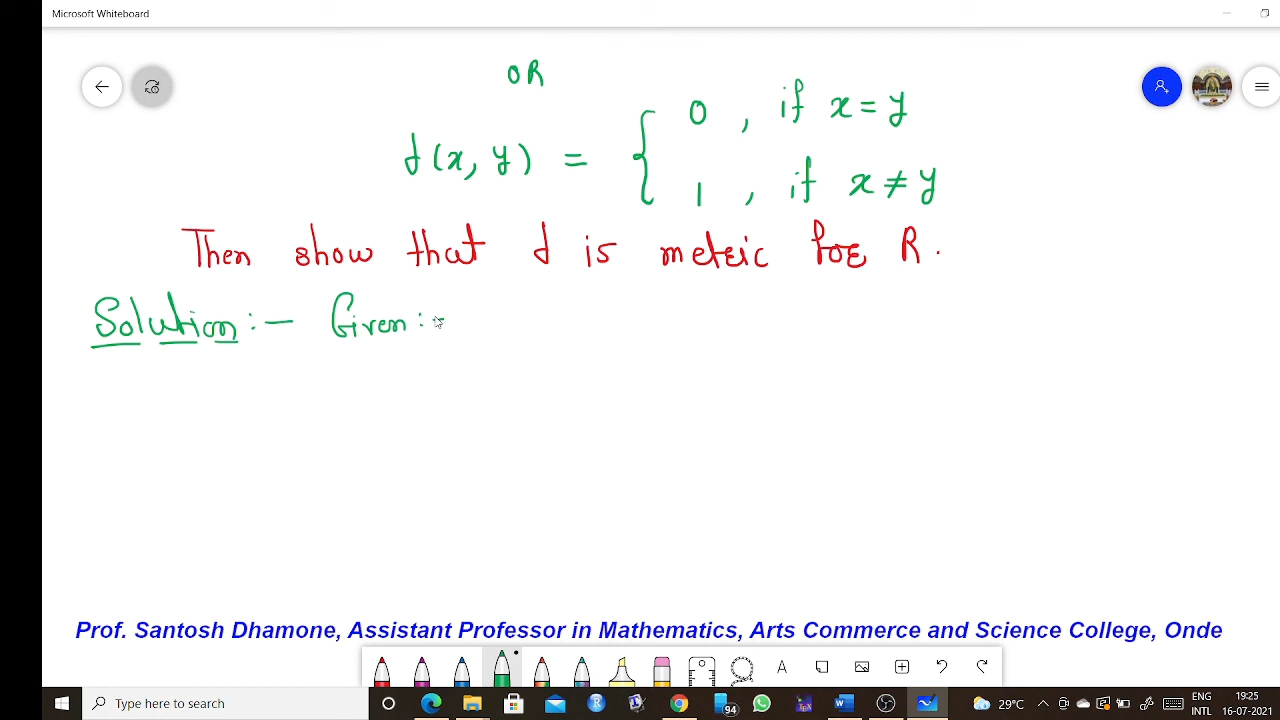 Microsoft Whiteboard
OR
d(x, y) = { 0 , if x = y
1 , if x ≠ y
Then show that d is metric for R.
Solution :- Given :-
Prof. Santosh Dhamone, Assistant Professor in Mathematics, Arts Commerce and Science College, Onde
A
Type here to search
94
29°C
ENG
INTL
19:25
16-07-2021